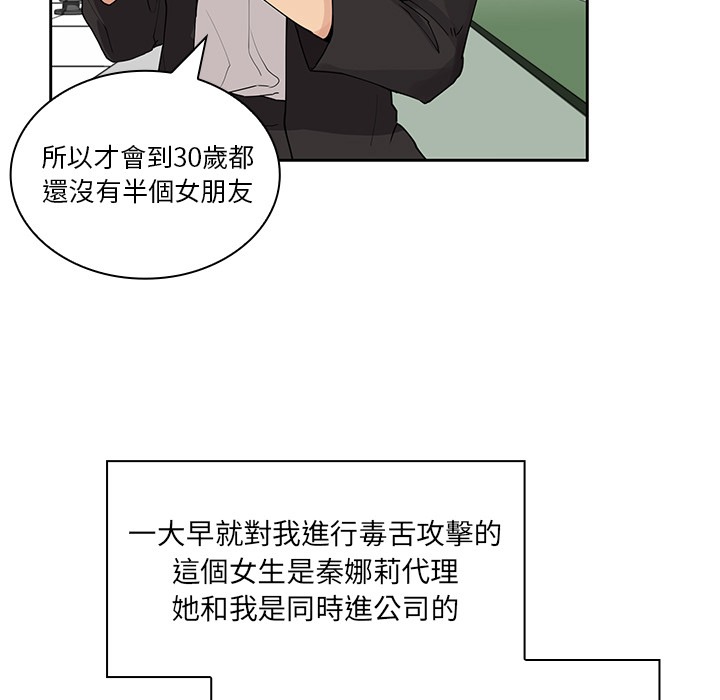 所以才會到30歲都
還沒有半個女朋友
一大早就對我進行毒舌攻擊的
這個女生是秦娜莉代理
她和我是同時進公司的